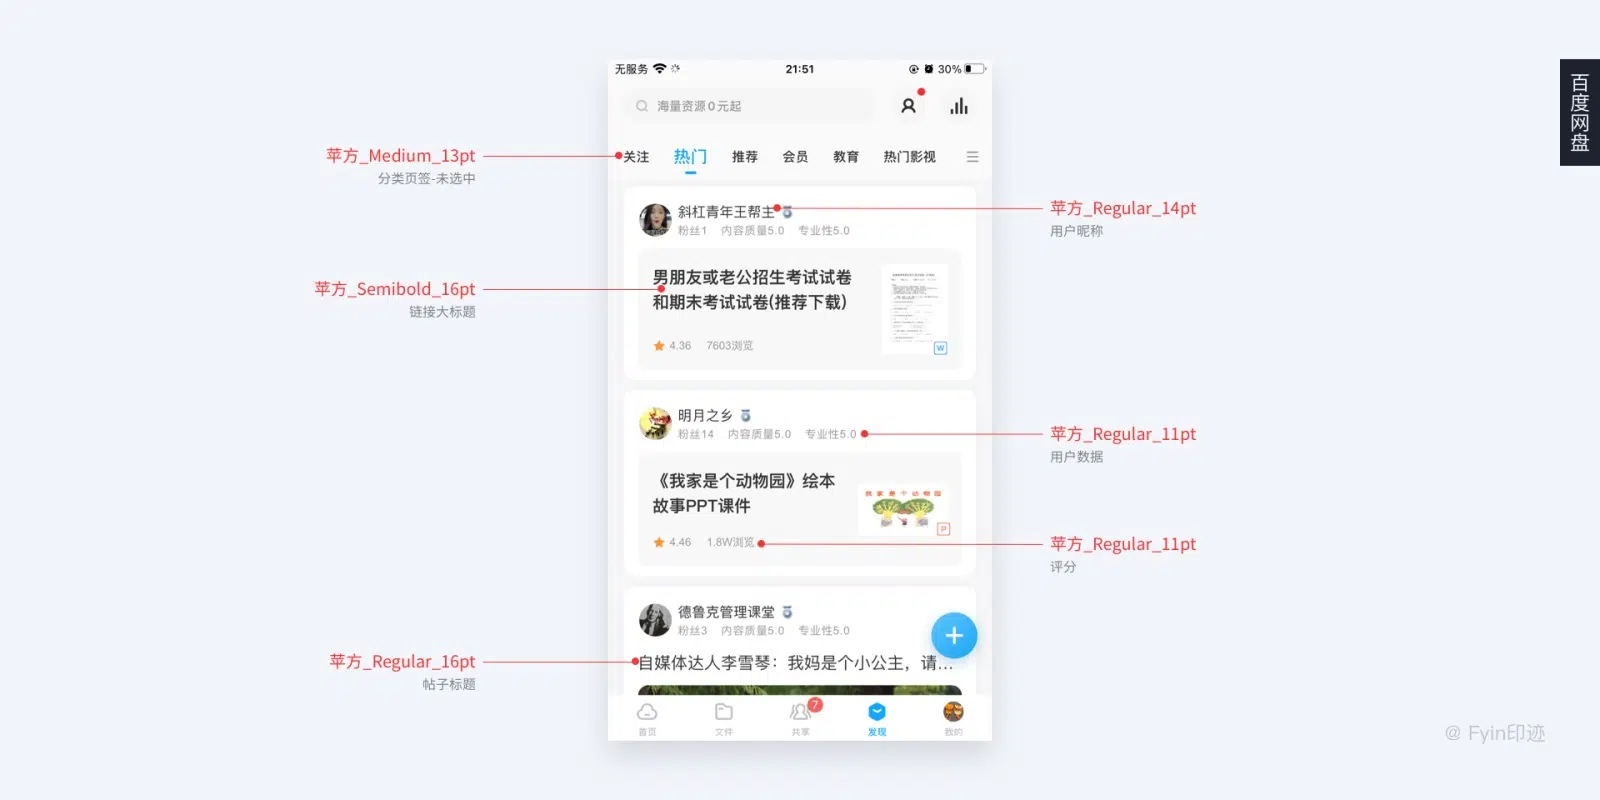 无服务
21:51
30%
百度网盘
海量资源0元起
苹方_Medium_13pt
分类页签-未选中
关注 热门 推荐 会员 教育 热门影视
斜杠青年王帮主
粉丝1 内容质量5.0 专业性5.0
苹方_Regular_14pt
用户昵称
苹方_Semibold_16pt
链接大标题
男朋友或老公招生考试试卷
和期末考试试卷(推荐下载)
W
4.36 7603浏览
明月之乡
粉丝14 内容质量5.0 专业性5.0
苹方_Regular_11pt
用户数据
《我家是个动物园》绘本
故事PPT课件
我家是个动物园
P
4.46 1.8W浏览
苹方_Regular_11pt
评分
德鲁克管理课堂
粉丝3 内容质量5.0 专业性5.0
苹方_Regular_16pt
帖子标题
自媒体达人李雪琴：我妈是个小公主，请...
7
首页 文件 共享 发现 我的
@ Fyin印迹